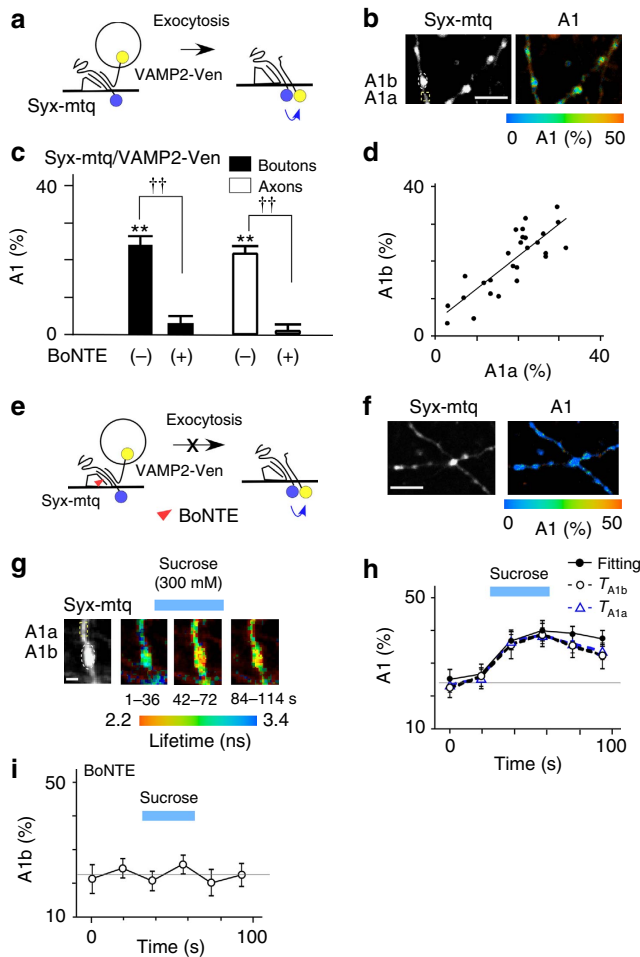 a
Exocytosis
VAMP2-Ven
Syx-mtq
b
Syx-mtq A1
A1b
A1a
0 A1 (%) 50
c
Syx-mtq/VAMP2-Ven
Boutons
Axons
40
A1 (%)
0
†† ††
** **
BoNTE (–) (+) (–) (+)
d
40
A1b (%)
0
0 40
A1a (%)
e
Exocytosis
X
VAMP2-Ven
Syx-mtq
BoNTE
f
Syx-mtq A1
0 A1 (%) 50
g
Sucrose
(300 mM)
Syx-mtq
A1a
A1b
1–36 42–72 84–114 s
2.2 3.4
Lifetime (ns)
h
Fitting
TA1b
TA1a
Sucrose
50
A1 (%)
10
0 100
Time (s)
i
BoNTE
50
Sucrose
A1b (%)
10
0 100
Time (s)